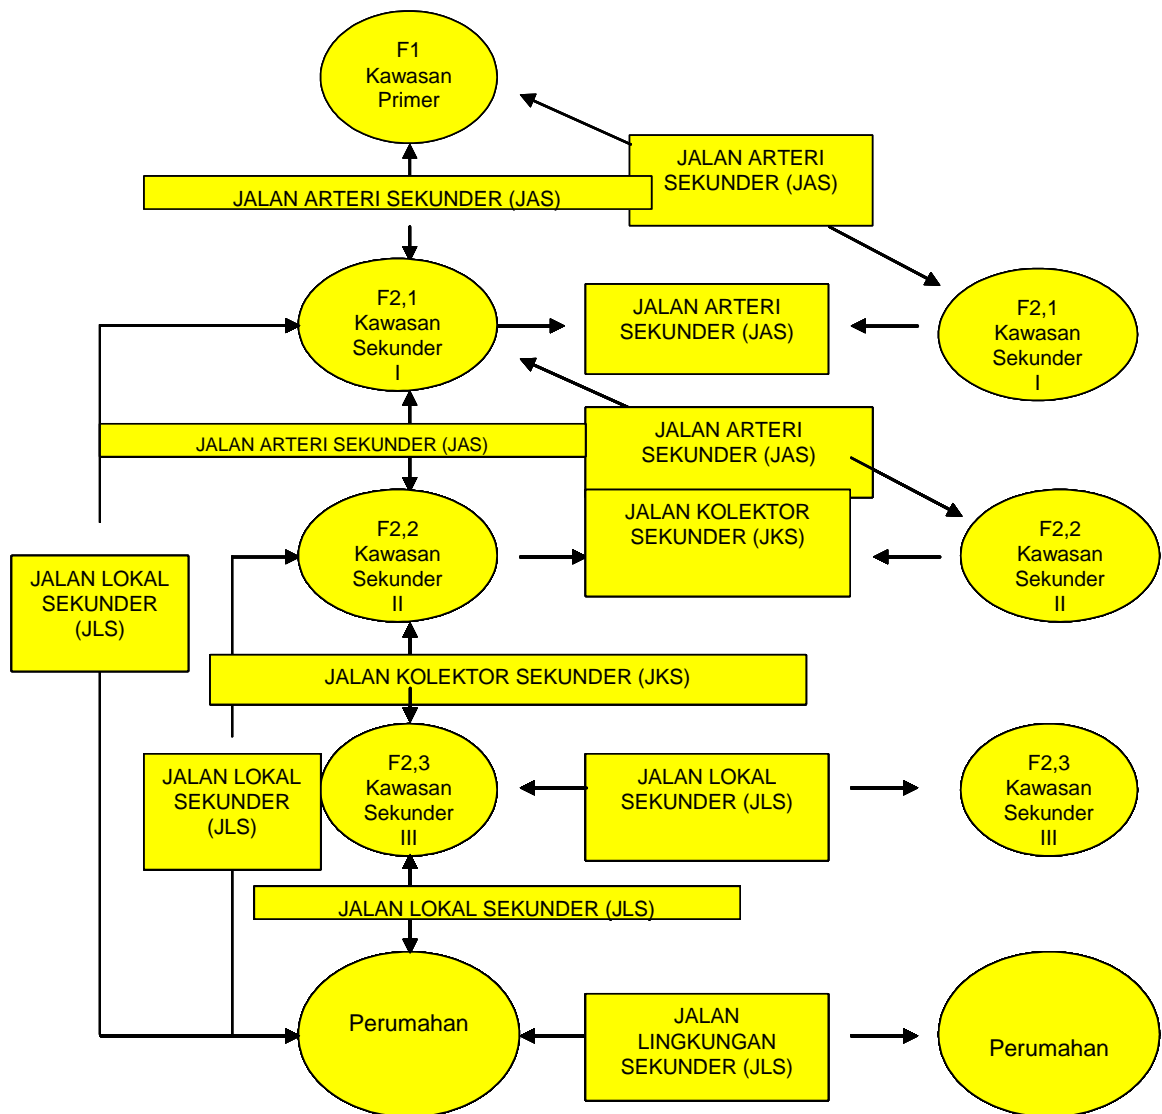 F1
Kawasan
Primer
JALAN ARTERI
SEKUNDER (JAS)
JALAN ARTERI SEKUNDER (JAS)
F2,1
Kawasan
Sekunder
I
JALAN ARTERI
SEKUNDER (JAS)
F2,1
Kawasan
Sekunder
I
JALAN ARTERI SEKUNDER (JAS)
JALAN ARTERI
SEKUNDER (JAS)
F2,2
Kawasan
Sekunder
II
JALAN KOLEKTOR
SEKUNDER (JKS)
F2,2
Kawasan
Sekunder
II
JALAN LOKAL
SEKUNDER
(JLS)
JALAN KOLEKTOR SEKUNDER (JKS)
JALAN LOKAL
SEKUNDER
(JLS)
F2,3
Kawasan
Sekunder
III
JALAN LOKAL
SEKUNDER (JLS)
F2,3
Kawasan
Sekunder
III
JALAN LOKAL SEKUNDER (JLS)
Perumahan
JALAN
LINGKUNGAN
SEKUNDER (JLS)
Perumahan